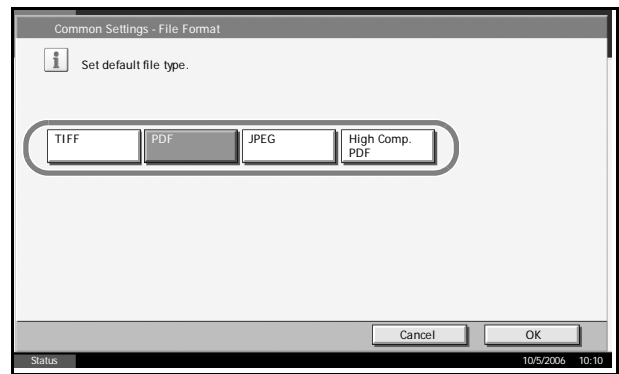 Common Settings - File Format
Set default file type.
TIFF
PDF
JPEG
High Comp.
PDF
Cancel
OK
Status
10/5/2006 10:10